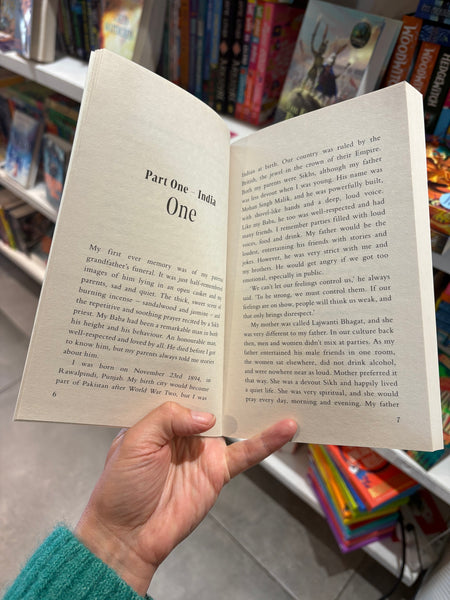 HEDGEWITCH
WOODWITCH
Part One – India
One
My first ever memory was of my paternal
grandfather's funeral. It was just half-remembered
images of him lying in an open casket and my
parents, sad and quiet. The thick, sweet smell of
burning incense – sandalwood and jasmine – and
the repetitive and soothing prayer recited by a Sikh
priest. My Baba had been a remarkable man in both
his height and his behaviour. An honourable man,
well-respected and loved by all. He died before I got
to know him, but my parents always told me stories
about him.
I was born on November 23rd 1894, at
Rawalpindi, Punjab. My birth city would become
part of Pakistan after World War Two, but I was
6
Indian at birth. Our country was ruled by the
British, the jewel in the crown of their Empire.
Both my parents were Sikhs, although my father
was less devout when I was young. His name was
Mohan Singh Malik, and he was powerfully built,
with shovel-like hands and a deep, loud voice.
Like my Baba, he too was well-respected and had
many friends. I remember parties filled with loud
voices, food and drink. My father would be the
loudest, entertaining his friends with stories and
jokes. However, he was very strict with me and
my brothers. He would get angry if we got too
emotional, especially in public.
'We can't let our feelings control us,' he always
said. 'To be strong, we must control them. If our
feelings are on show, people will think us weak, and
that only brings disrespect.'
My mother was called Lajwanti Bhagat, and she
was very different to my father. In our culture back
then, men and women didn't mix at parties. As my
father entertained his male friends in one room,
the women sat elsewhere, did not drink alcohol,
and were nowhere near as loud. Mother preferred it
that way. She was a devout Sikh and happily lived
a quiet life. She was very spiritual, and she would
pray every day, morning and evening. My father
7